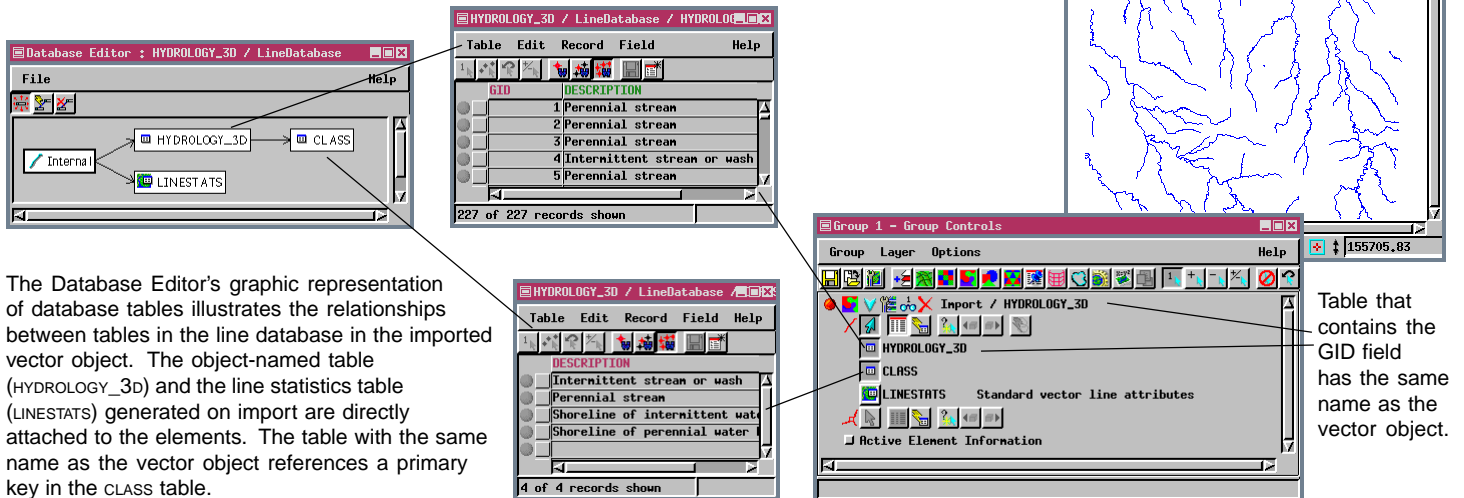 Database Editor : HYDROLOGY_3D / LineDatabase
File Help
Internal
HYDROLOGY_3D
CLASS
LINESTATS
HYDROLOGY_3D / LineDatabase / HYDROLOG
Table Edit Record Field Help
GID DESCRIPTION
1 Perennial stream
2 Perennial stream
3 Perennial stream
4 Intermittent stream or wash
5 Perennial stream
227 of 227 records shown
155705.83
The Database Editor's graphic representation
of database tables illustrates the relationships
between tables in the line database in the imported
vector object. The object-named table
(HYDROLOGY_3D) and the line statistics table
(LINESTATS) generated on import are directly
attached to the elements. The table with the same
name as the vector object references a primary
key in the CLASS table.
HYDROLOGY_3D / LineDatabase /
Table Edit Record Field Help
DESCRIPTION
Intermittent stream or wash
Perennial stream
Shoreline of intermittent wate
Shoreline of perennial water
4 of 4 records shown
Group 1 - Group Controls
Group Layer Options Help
Import / HYDROLOGY_3D
HYDROLOGY_3D
CLASS
LINESTATS Standard vector line attributes
Active Element Information
Table that
contains the
GID field
has the same
name as the
vector object.